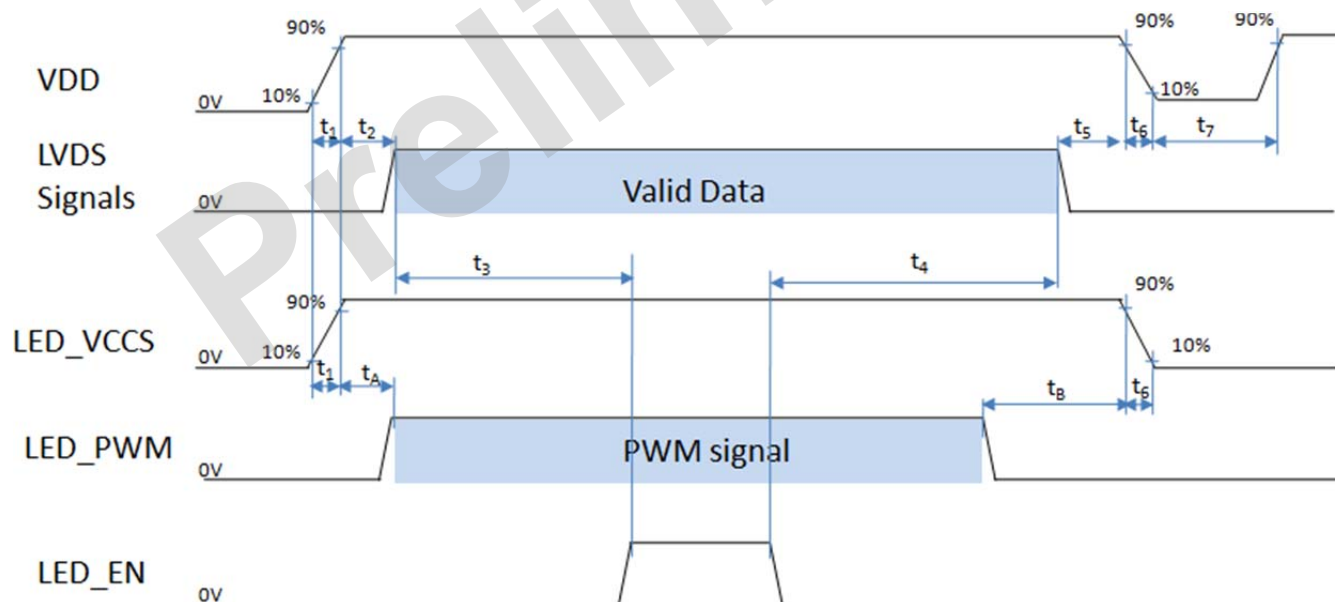 90% 90% 90%
VDD
0V 10% 10%
t1 t2 t5 t6 t7
LVDS
Signals
0V Valid Data
t3 t4
90% 90%
LED_VCCS
0V 10% 10%
t1 tA tB t6
LED_PWM
0V PWM signal
LED_EN
0V
Prelim